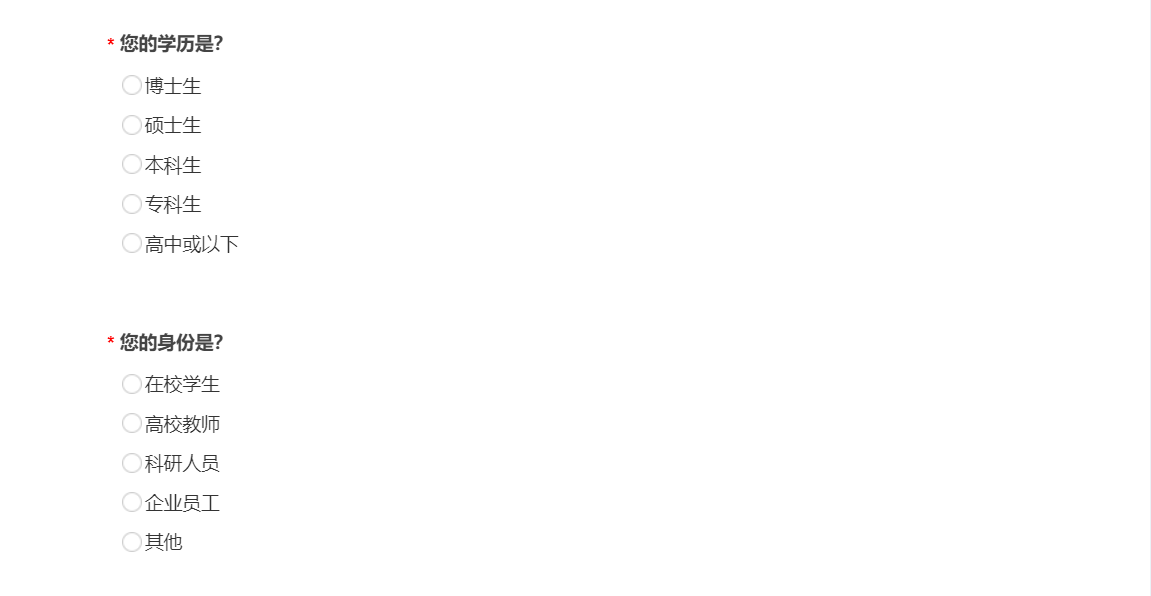 * 您的学历是?
博士生
硕士生
本科生
专科生
高中或以下
* 您的身份是?
在校学生
高校教师
科研人员
企业员工
其他